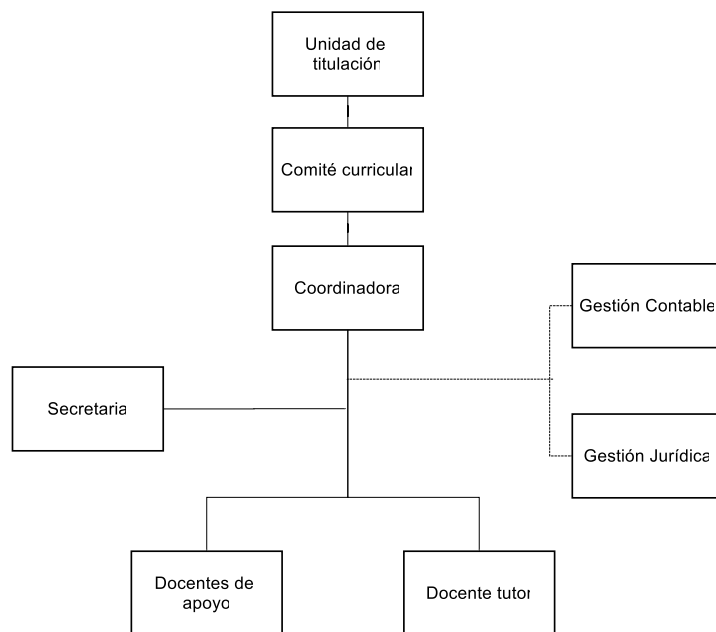 Unidad de
titulación
Comité curricular
Coordinadora
Gestión Contable
Secretaria
Gestión Jurídica
Docentes de
apoyo
Docente tutor